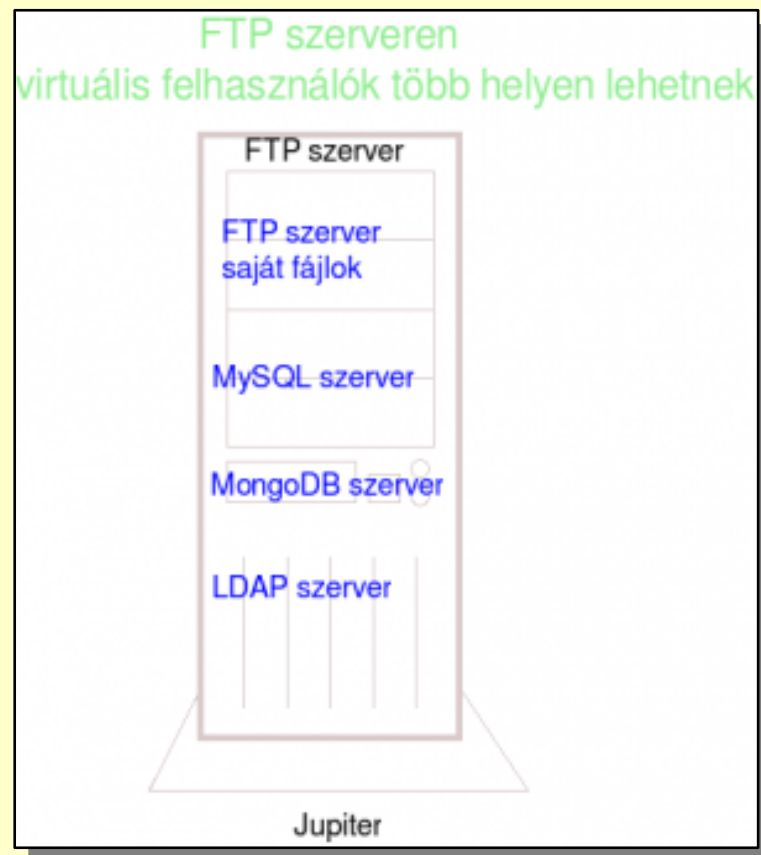 FTP szerveren
virtuális felhasználók több helyen lehetnek
FTP szerver
FTP szerver
saját fájlok
MySQL szerver
MongoDB szerver
LDAP szerver
Jupiter